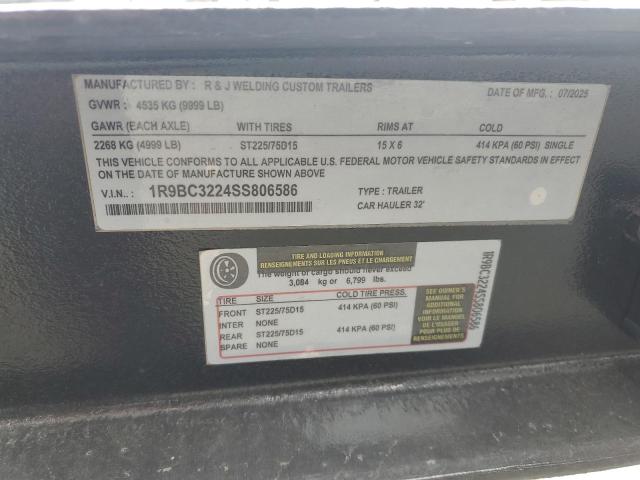 MANUFACTURED BY: R & J WELDING CUSTOM TRAILERS DATE OF MFG.: 07/2025
GVWR: 4535 KG (9999 LB)
GAWR (EACH AXLE) WITH TIRES RIMS AT COLD
2268 KG (4999 LB) ST225/75D15 15 X 6 414 KPA (60 PSI) SINGLE
THIS VEHICLE CONFORMS TO ALL APPLICABLE U.S. FEDERAL MOTOR VEHICLE SAFETY STANDARDS IN EFFECT
ON THE DATE OF MANUFACTURE SHOWN ABOVE
V.I.N.: 1R9BC3224SS806586 TYPE: TRAILER
CAR HAULER 32'
TIRE AND LOADING INFORMATION
RENSEIGNEMENTS SUR LES PNEUS ET LE CHARGEMENT
The weight of cargo should never exceed
3,084 kg or 6,799 lbs.
TIRE SIZE COLD TIRE PRESS.
FRONT ST225/75D15 414 KPA (60 PSI)
INTER NONE
REAR ST225/75D15 414 KPA (60 PSI)
SPARE NONE
SEE OWNER'S
MANUAL FOR
ADDITIONAL
INFORMATION
VOIR LE MANUEL
DE L'USAGER
POUR PLUS DE
RENSEIGNEMENTS
1R9BC3224SS806586